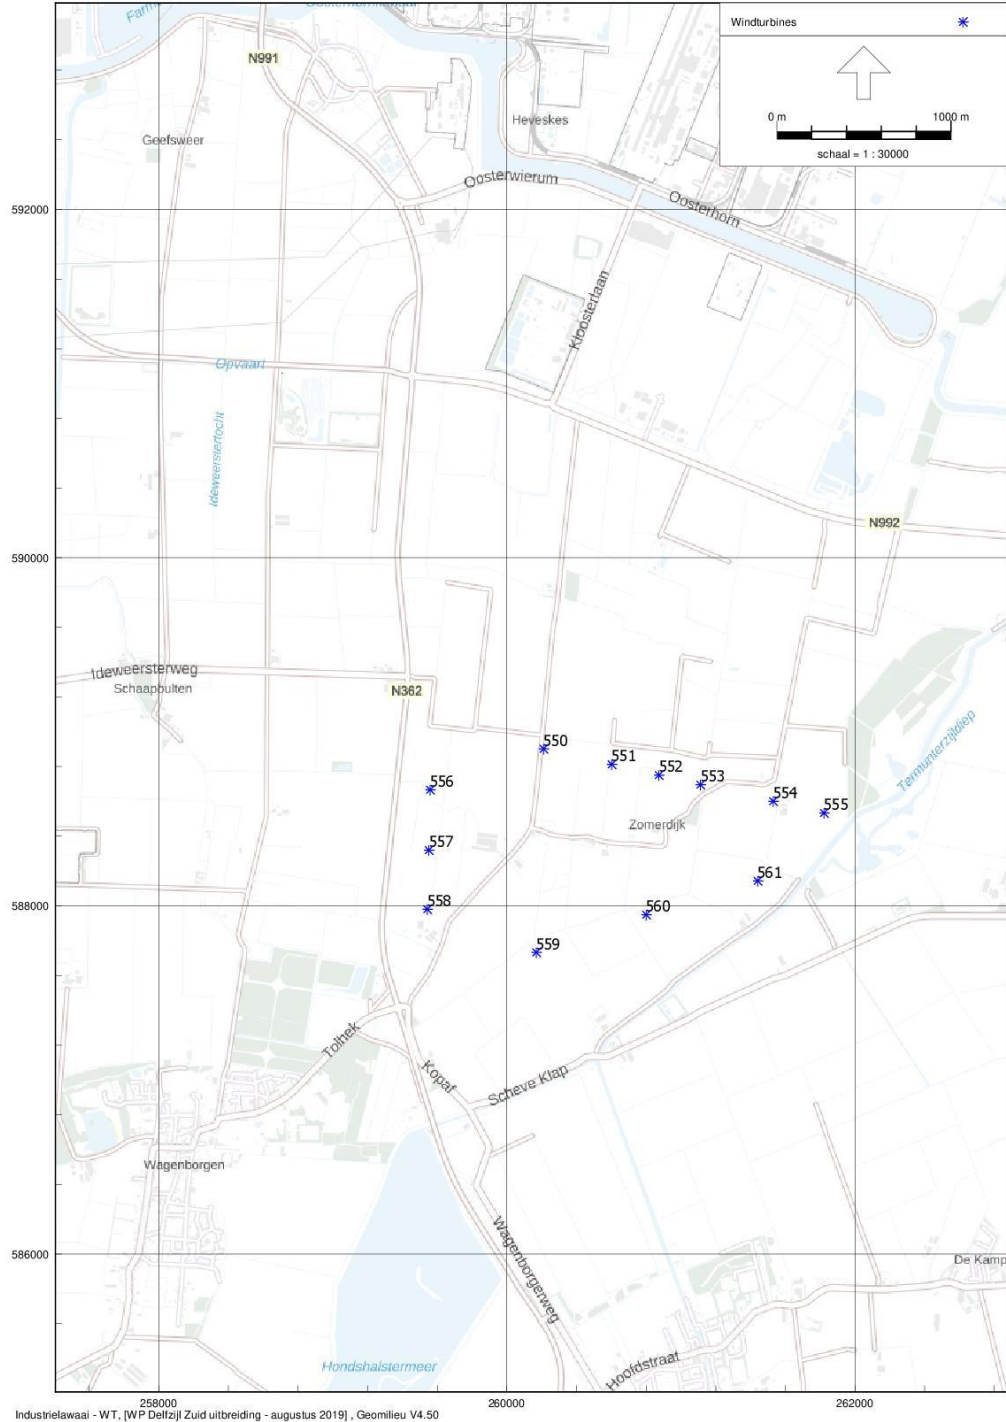 Farm
Oosterhornkanaal
Windturbines
N991
0 m
1000 m
schaal = 1 : 30000
Heveskes
Geefsweer
Oosterwierum
Oosterhorn
592000
Kloosterlaan
Opvaart
Ideweerstertocht
N992
590000
Ideweersterweg
Schaapbulten
N362
Termunterzijldiep
550
551
552
553
554
555
556
Zomerdijk
557
561
558
560
588000
559
Tolhek
Kopaf
Scheve Klap
Wagenborgen
Wagenborgerweg
586000
De Kamp
Hondshalstermeer
Hoofdstraat
258000
260000
262000
Industrielawaai - WT, [WP Delfzijl Zuid uitbreiding - augustus 2019] , Geomilieu V4.50